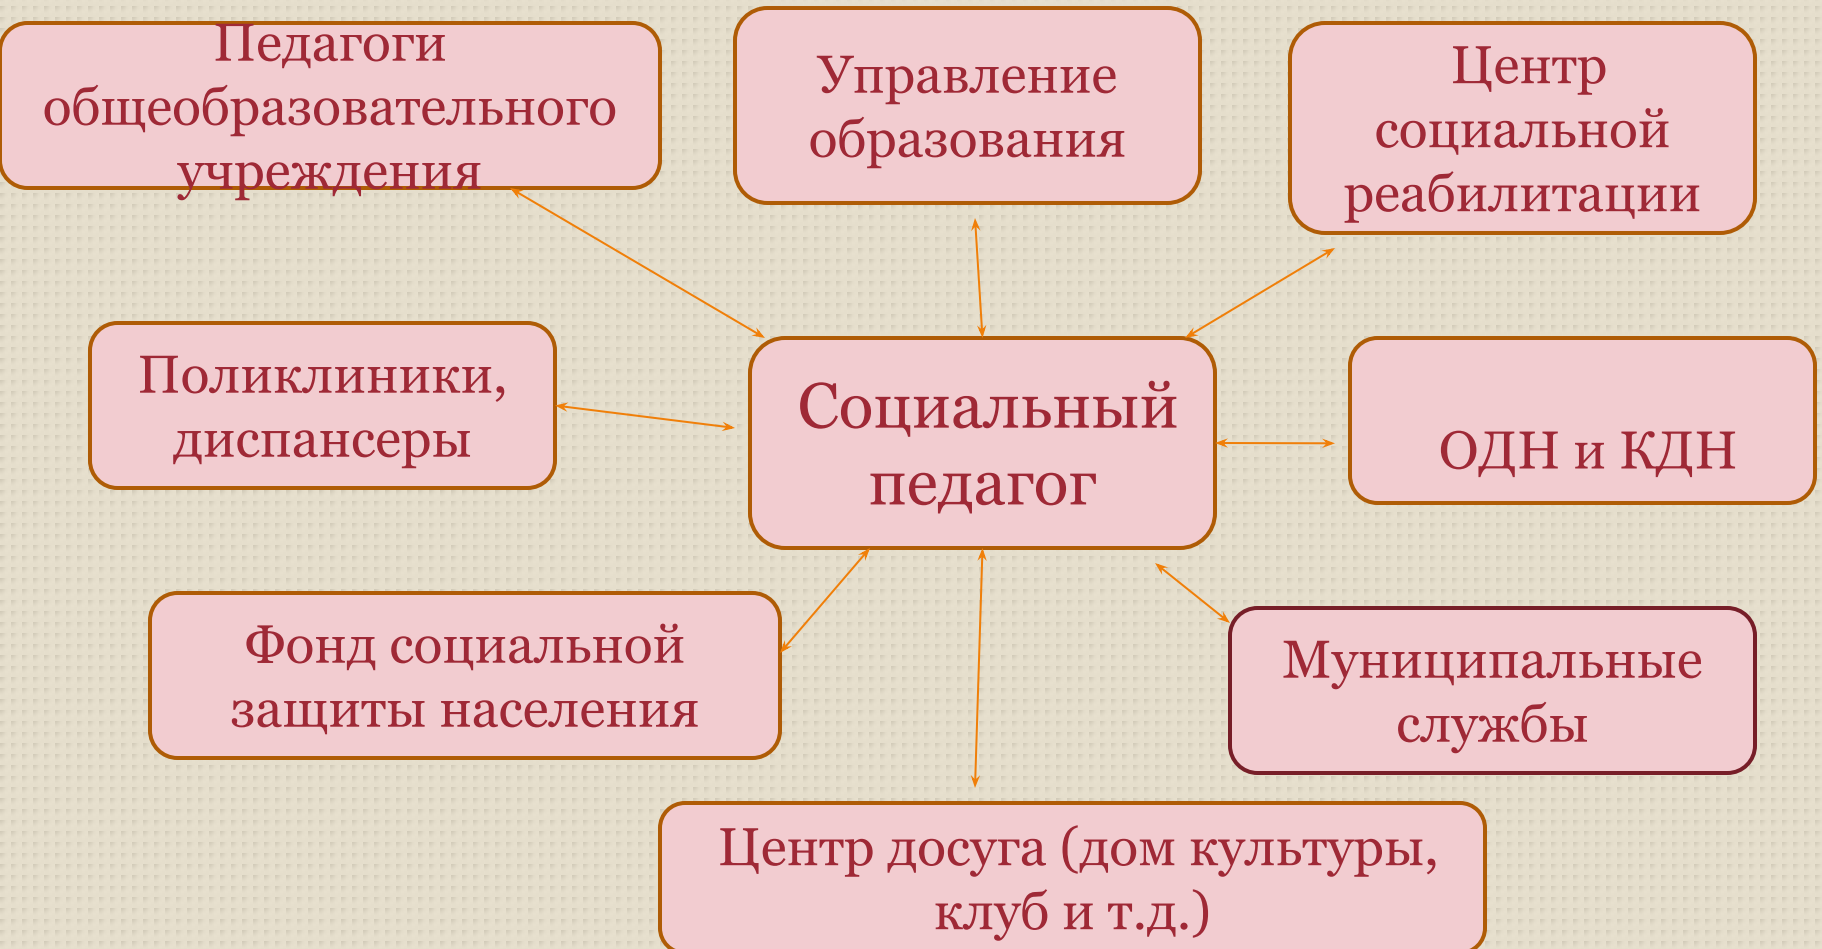 Педагоги
общеобразовательного
учреждения
Управление
образования
Центр
социальной
реабилитации
Поликлиники,
диспансеры
Социальный
педагог
ОДН и КДН
Фонд социальной
защиты населения
Муниципальные
службы
Центр досуга (дом культуры,
клуб и т.д.)